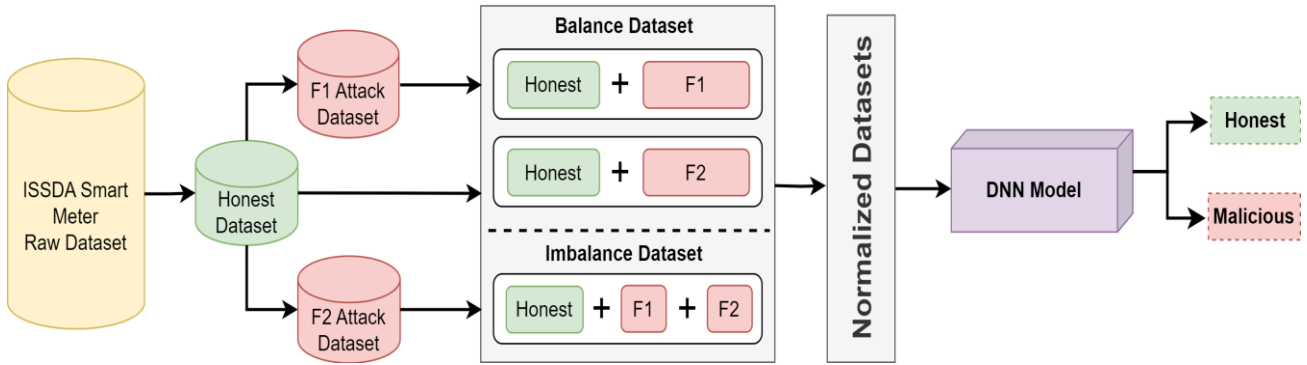 ISSDA Smart
Meter
Raw Dataset
Honest
Dataset
F1 Attack
Dataset
F2 Attack
Dataset
Balance Dataset
Honest + F1
Honest + F2
Imbalance Dataset
Honest + F1 + F2
Normalized Datasets
DNN Model
Honest
Malicious